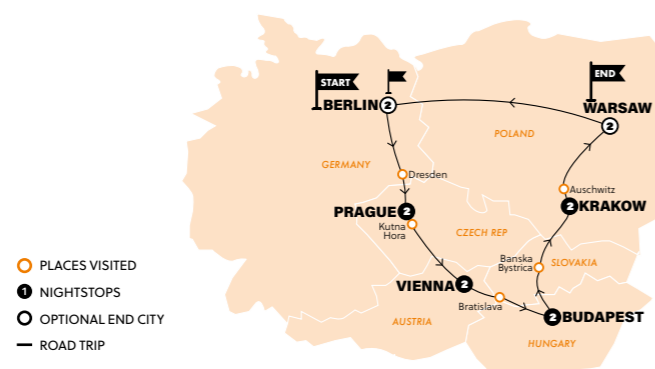 START
END
BERLIN 2
WARSAW
2
POLAND
GERMANY
Dresden
Auschwitz
PRAGUE 2
2 KRAKOW
Kutna
Hora
CZECH REP
Banska
Bystrica
SLOVAKIA
VIENNA 2
Bratislava
2 BUDAPEST
AUSTRIA
HUNGARY
PLACES VISITED
1 NIGHTSTOPS
OPTIONAL END CITY
ROAD TRIP